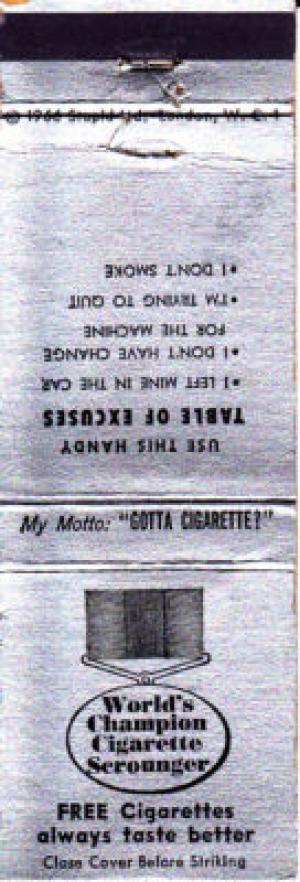 © 1966 Stupid Ltd. London, W.C.1
USE THIS HANDY
TABLE OF EXCUSES
• I LEFT MINE IN THE CAR
• I DON'T HAVE CHANGE
FOR THE MACHINE
• I'M TRYING TO QUIT
• I DON'T SMOKE
My Motto: "GOTTA CIGARETTE?"
World's
Champion
Cigarette
Scrounger
FREE Cigarettes
always taste better
Close Cover Before Striking